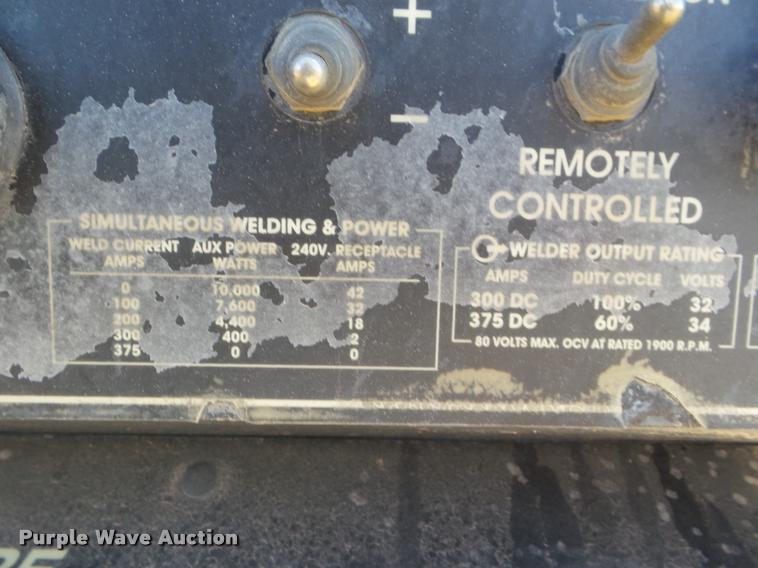 +
ON
−
REMOTELY
CONTROLLED
SIMULTANEOUS WELDING & POWER
WELD CURRENT AUX POWER 240V. RECEPTACLE
AMPS WATTS AMPS
0 10,000 42
100 7,600 32
200 4,400 18
300 400 2
375 0 0
WELDER OUTPUT RATING
AMPS DUTY CYCLE VOLTS
300 DC 100% 32
375 DC 60% 34
80 VOLTS MAX. OCV AT RATED 1900 R.P.M.
Purple Wave Auction